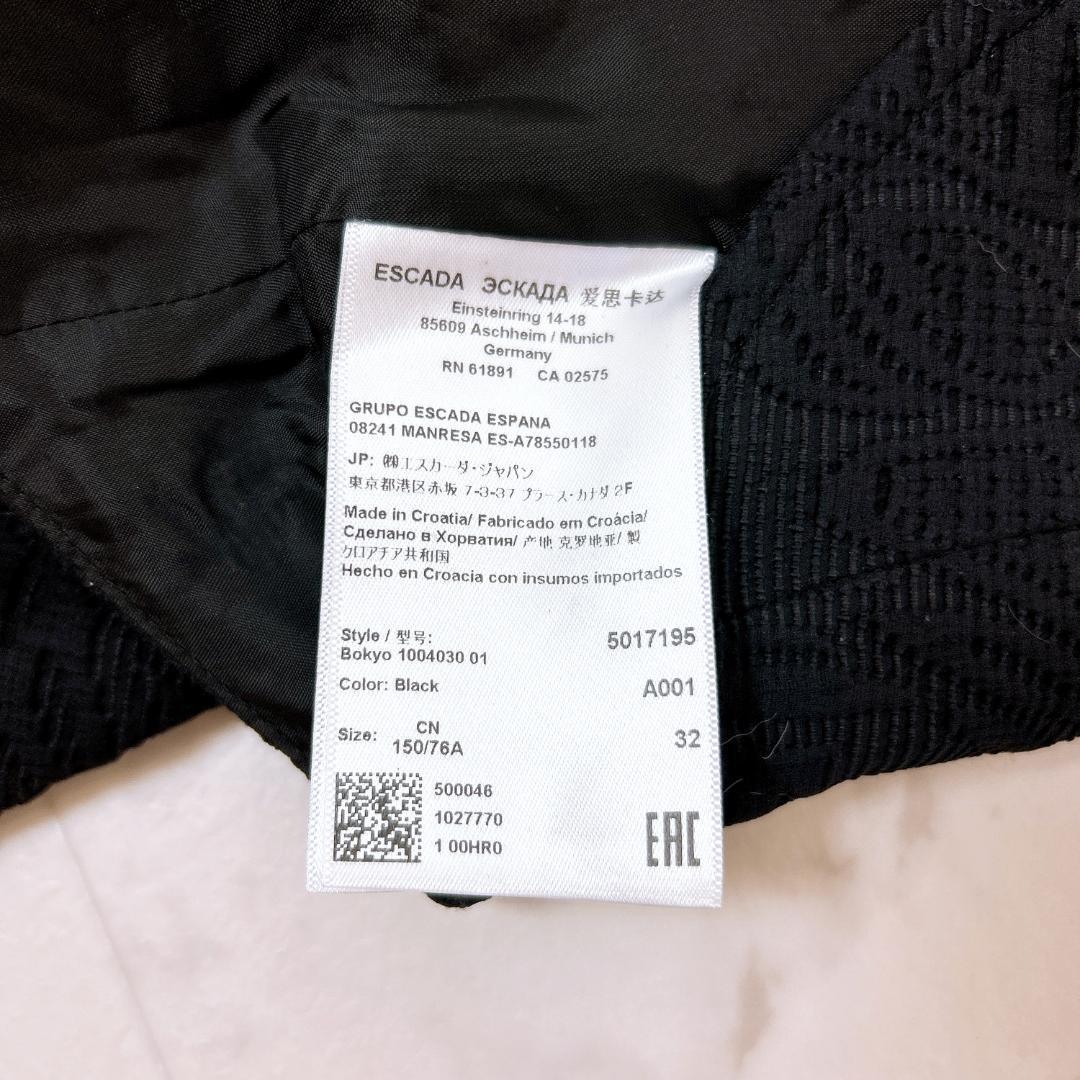 ESCADA ЭСКАДА 爱思卡达
Einsteinring 14-18
85609 Aschheim / Munich
Germany
RN 61891 CA 02575
GRUPO ESCADA ESPANA
08241 MANRESA ES-A78550118
JP: ㈱エスカーダ・ジャパン
東京都港区赤坂 7-3-37 プラース・カナダ 2F
Made in Croatia/ Fabricado em Croácia/
Сделано в Хорватия/ 产地 克罗地亚/ 製
クロアチア共和国
Hecho en Croacia con insumos importados
Style / 型号: 5017195
Bokyo 1004030 01
Color: Black A001
Size: CN 150/76A 32
500046
1027770
1 00HR0
EAC